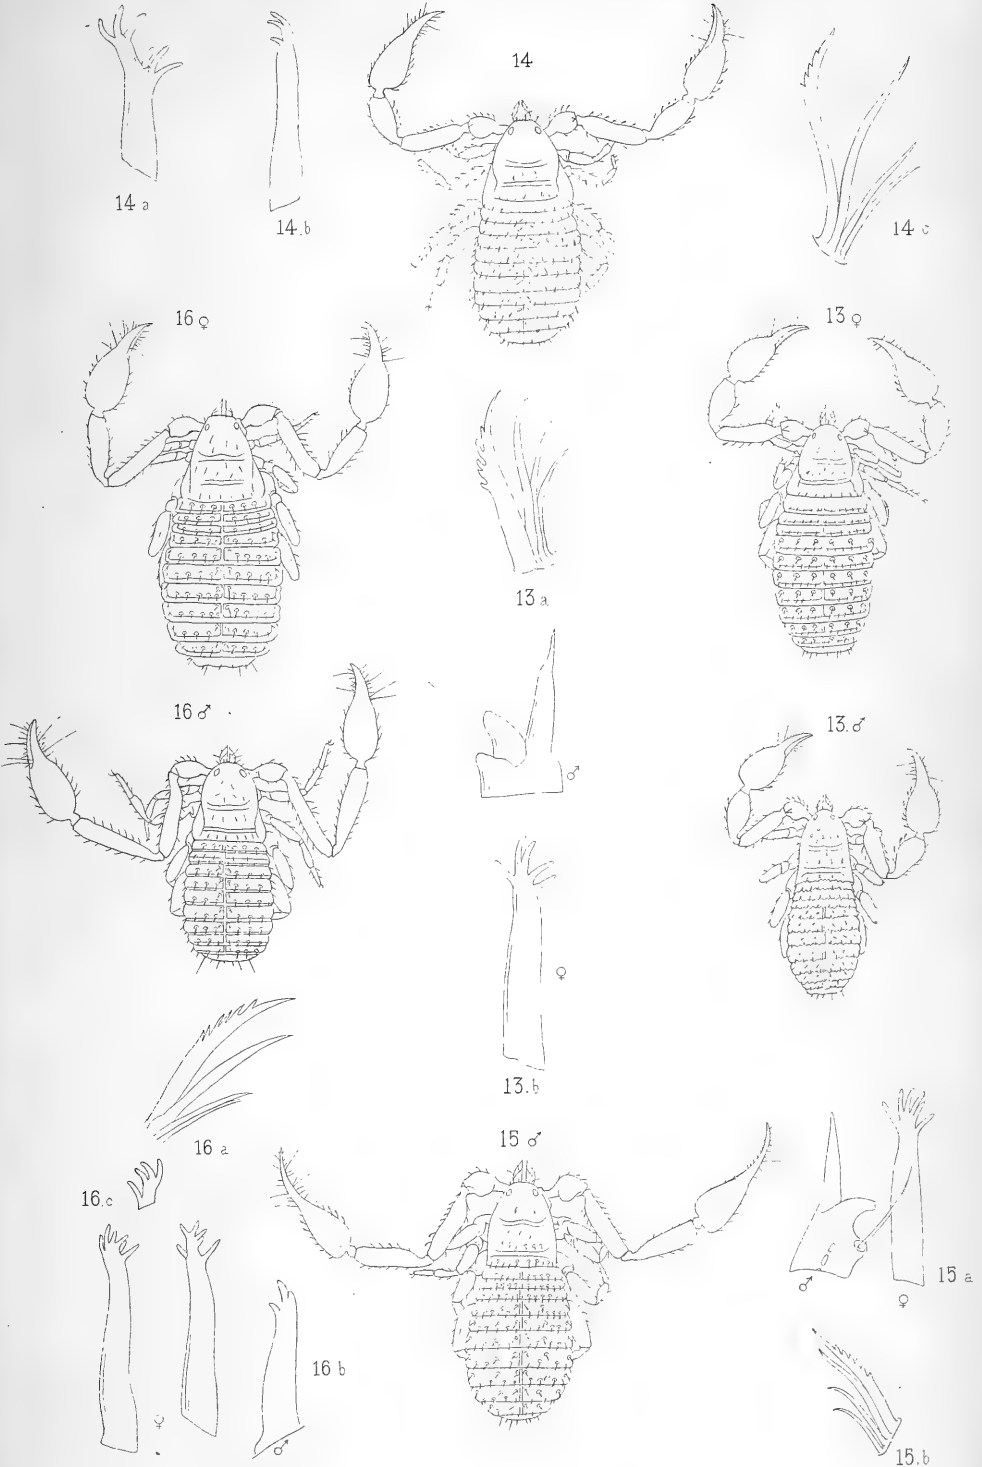 14
14 a
14.b
14 c
16 ♀
13 ♀
13 a
16 ♂
♂
13.♂
♀
13.b
16 a
15 ♂
16.c
15 a
♂
♀
16 b
♀
♂
15.b